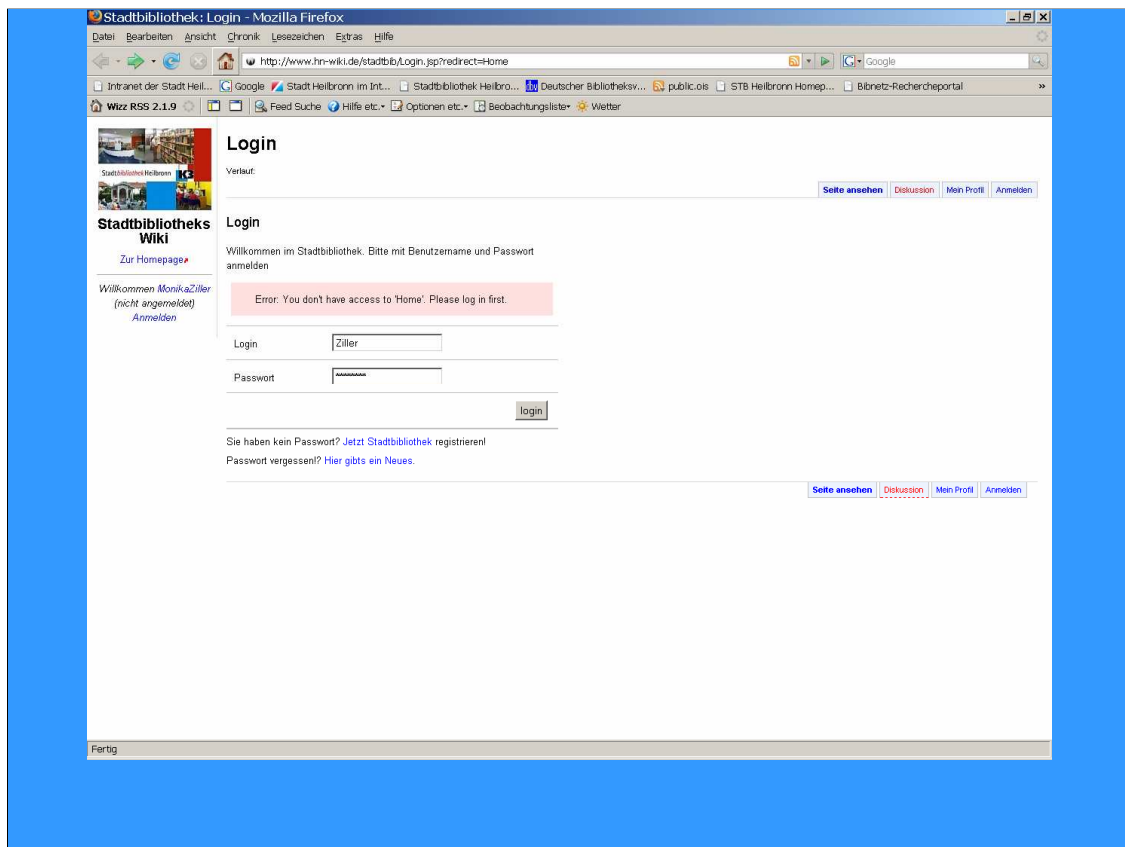 Stadtbibliothek: Login - Mozilla Firefox
Datei Bearbeiten Ansicht Chronik Lesezeichen Extras Hilfe
http://www.hn-wiki.de/stadtbib/Login.jsp?redirect=Home Google
Intranet der Stadt Heil... Google Stadt Heilbronn im Int... Stadtbibliothek Heilbro... Deutscher Bibliotheksv... public.ois STB Heilbronn Homep... Bibnetz-Rechercheportal »
Wizz RSS 2.1.9 Feed Suche Hilfe etc. Optionen etc. Beobachtungsliste Wetter
Stadtbibliothek Heilbronn K3
Stadtbibliotheks
Wiki
Zur Homepage
Willkommen MonikaZiller
(nicht angemeldet)
Anmelden
Login
Verlauf:
Seite ansehen Diskussion Mein Profil Anmelden
Login
Willkommen im Stadtbibliothek. Bitte mit Benutzername und Passwort
anmelden
Error: You don't have access to 'Home'. Please log in first.
Login Ziller
Passwort ********
login
Sie haben kein Passwort? Jetzt Stadtbibliothek registrieren!
Passwort vergessen!? Hier gibts ein Neues.
Seite ansehen Diskussion Mein Profil Anmelden
Fertig